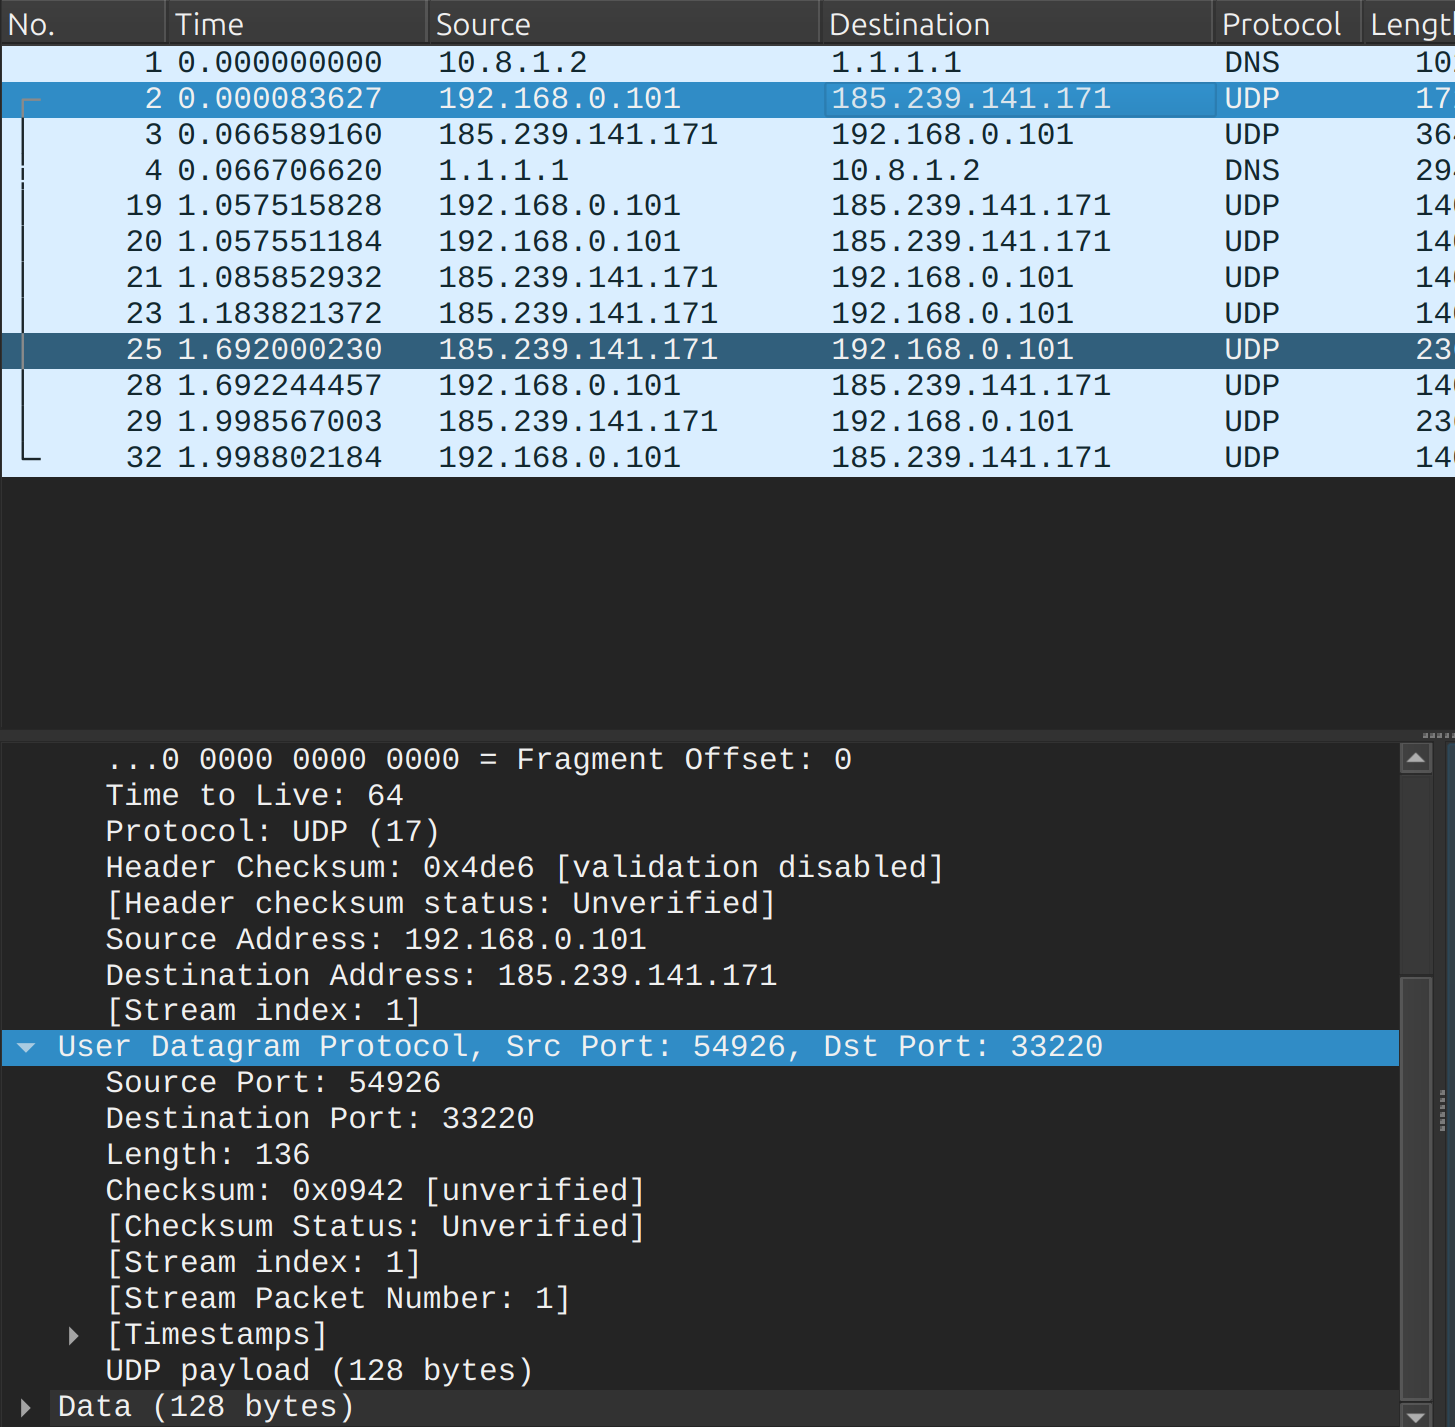 No. Time Source Destination Protocol Lengt
1 0.000000000 10.8.1.2 1.1.1.1 DNS 10
2 0.000083627 192.168.0.101 185.239.141.171 UDP 17
3 0.066589160 185.239.141.171 192.168.0.101 UDP 36
4 0.066706620 1.1.1.1 10.8.1.2 DNS 29
19 1.057515828 192.168.0.101 185.239.141.171 UDP 14
20 1.057551184 192.168.0.101 185.239.141.171 UDP 14
21 1.085852932 185.239.141.171 192.168.0.101 UDP 14
23 1.183821372 185.239.141.171 192.168.0.101 UDP 14
25 1.692000230 185.239.141.171 192.168.0.101 UDP 23
28 1.692244457 192.168.0.101 185.239.141.171 UDP 14
29 1.998567003 185.239.141.171 192.168.0.101 UDP 23
32 1.998802184 192.168.0.101 185.239.141.171 UDP 14
...0 0000 0000 0000 = Fragment Offset: 0
Time to Live: 64
Protocol: UDP (17)
Header Checksum: 0x4de6 [validation disabled]
[Header checksum status: Unverified]
Source Address: 192.168.0.101
Destination Address: 185.239.141.171
[Stream index: 1]
User Datagram Protocol, Src Port: 54926, Dst Port: 33220
Source Port: 54926
Destination Port: 33220
Length: 136
Checksum: 0x0942 [unverified]
[Checksum Status: Unverified]
[Stream index: 1]
[Stream Packet Number: 1]
[Timestamps]
UDP payload (128 bytes)
Data (128 bytes)